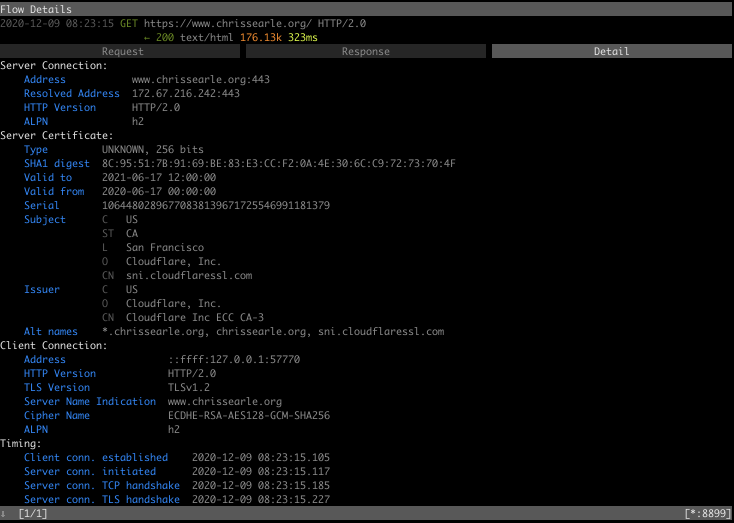 Flow Details
2020-12-09 08:23:15 GET https://www.chrissearle.org/ HTTP/2.0
← 200 text/html 176.13k 323ms
Request Response Detail
Server Connection:
Address www.chrissearle.org:443
Resolved Address 172.67.216.242:443
HTTP Version HTTP/2.0
ALPN h2
Server Certificate:
Type UNKNOWN, 256 bits
SHA1 digest 8C:95:51:7B:91:69:BE:83:E3:CC:F2:0A:4E:30:6C:C9:72:73:70:4F
Valid to 2021-06-17 12:00:00
Valid from 2020-06-17 00:00:00
Serial 10644802896770838139671725546991181379
Subject C US
ST CA
L San Francisco
O Cloudflare, Inc.
CN sni.cloudflaressl.com
Issuer C US
O Cloudflare, Inc.
CN Cloudflare Inc ECC CA-3
Alt names *.chrissearle.org, chrissearle.org, sni.cloudflaressl.com
Client Connection:
Address ::ffff:127.0.0.1:57770
HTTP Version HTTP/2.0
TLS Version TLSv1.2
Server Name Indication www.chrissearle.org
Cipher Name ECDHE-RSA-AES128-GCM-SHA256
ALPN h2
Timing:
Client conn. established 2020-12-09 08:23:15.105
Server conn. initiated 2020-12-09 08:23:15.117
Server conn. TCP handshake 2020-12-09 08:23:15.185
Server conn. TLS handshake 2020-12-09 08:23:15.227
⇩ [1/1] [*:8899]